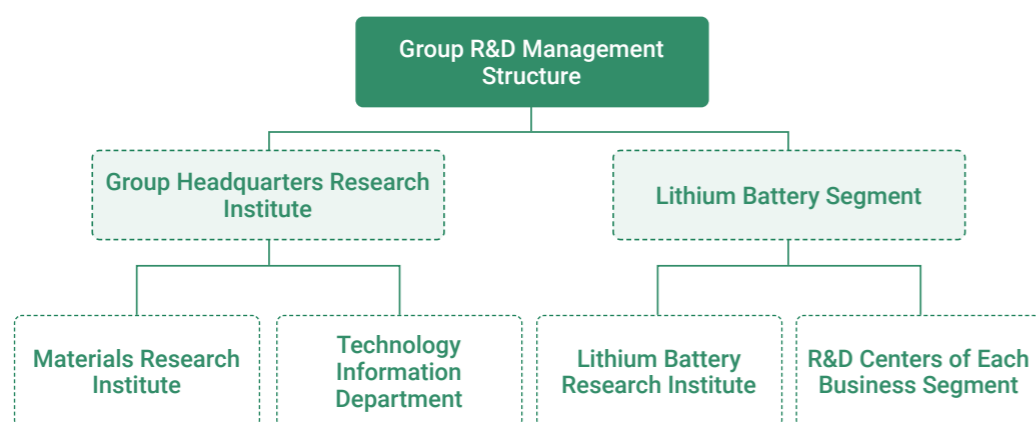 Group R&D Management
Structure
Group Headquarters Research
Institute
Lithium Battery Segment
Materials Research
Institute
Technology
Information
Department
Lithium Battery
Research Institute
R&D Centers of Each
Business Segment